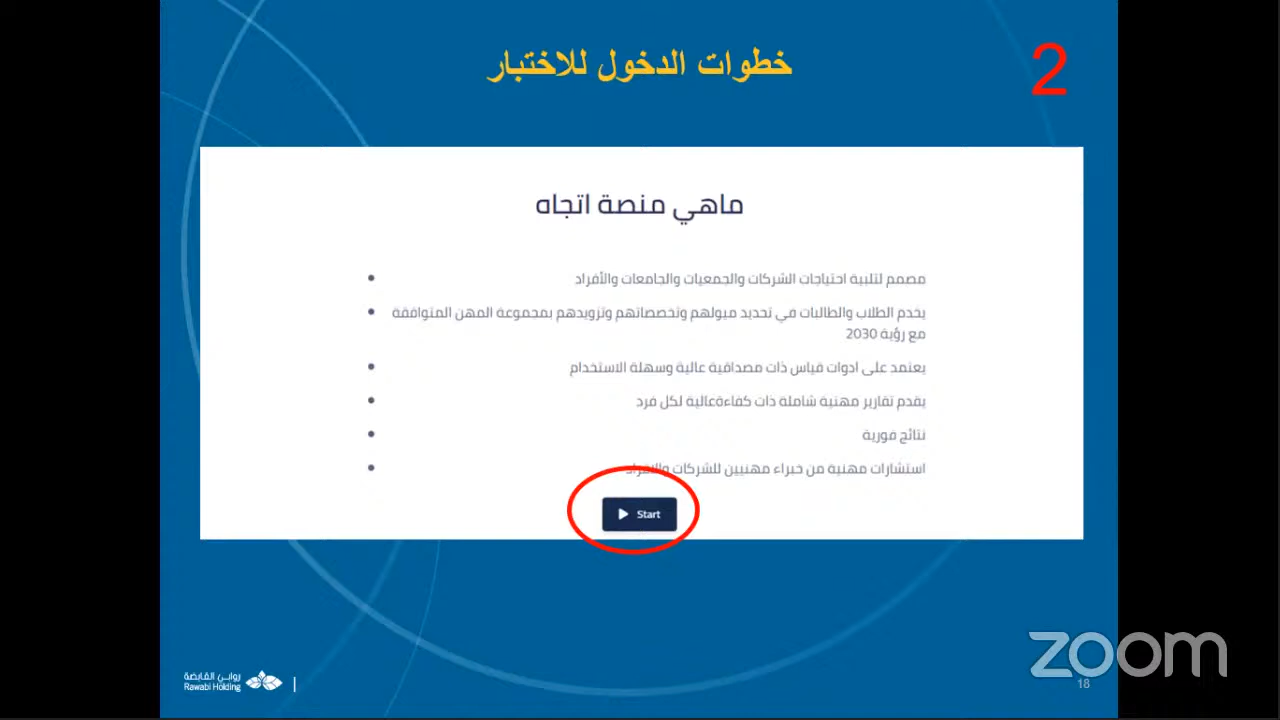 خطوات الدخول للاختبار
2
ماهي منصة اتجاه
مصمم لتلبية احتياجات الشركات والجمعيات والجامعات والأفراد
يخدم الطلاب والطالبات في تحديد ميولهم وتخصصاتهم وتزويدهم بمجموعة المهن المتوافقة
مع رؤية 2030
يعتمد على ادوات قياس ذات مصداقية عالية وسهلة الاستخدام
يقدم تقارير مهنية شاملة ذات كفاءةعالية لكل فرد
نتائج فورية
استشارات مهنية من خبراء مهنيين للشركات والافراد
Start
روابي القابضة
Rawabi Holding
zoom
18